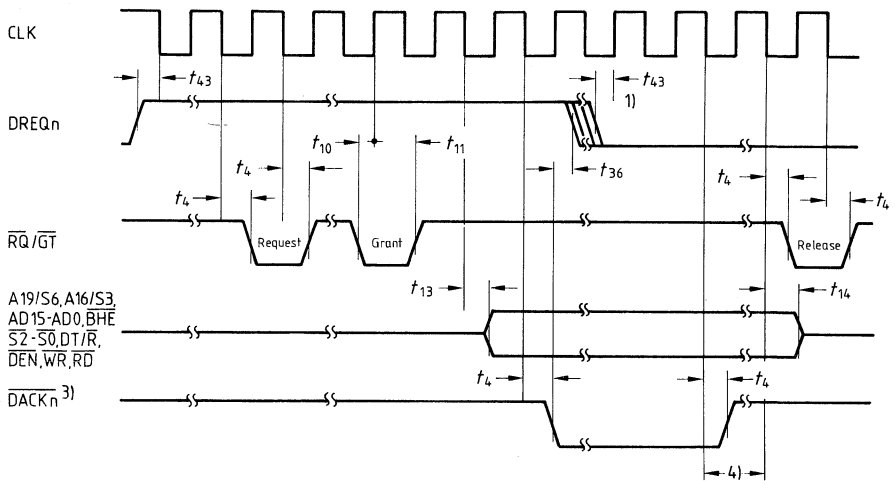 CLK
t43
t43
1)
DREQn
t10
t11
t4
t36
t4
t4
t4
RQ/GT
Request
Grant
Release
A19/S6, A16/S3,
AD15-AD0, BHE
S2-S0, DT/R,
DEN, WR, RD
t13
t14
t4
t4
DACKn 3)
4)